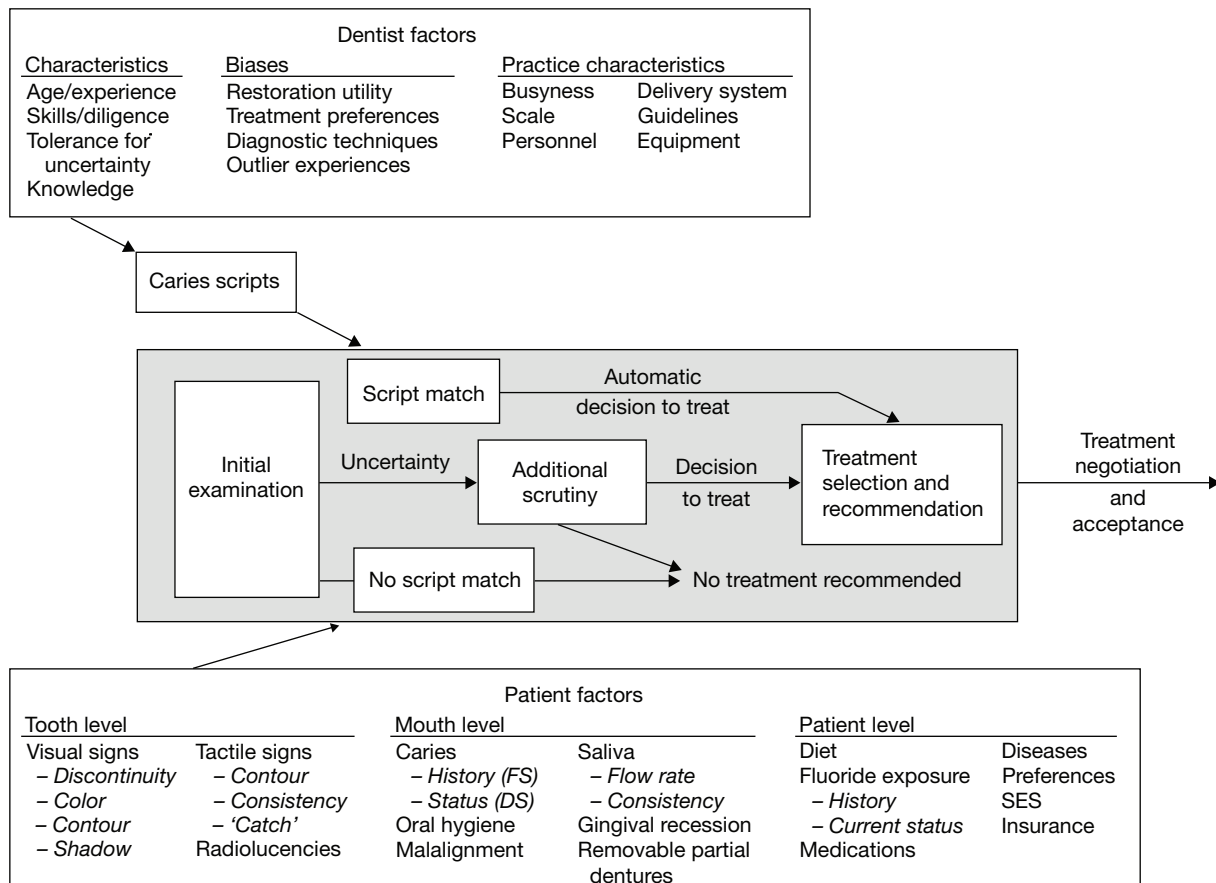 Dentist factors
Characteristics
Age/experience
Skills/diligence
Tolerance for
uncertainty
Knowledge
Biases
Restoration utility
Treatment preferences
Diagnostic techniques
Outlier experiences
Practice characteristics
Busyness
Scale
Personnel
Delivery system
Guidelines
Equipment
Caries scripts
Script match
Automatic
decision to treat
Initial
examination
Uncertainty
Additional
scrutiny
Decision
to treat
Treatment
selection and
recommendation
Treatment
negotiation
and
acceptance
No script match
No treatment recommended
Patient factors
Tooth level
Visual signs
– Discontinuity
– Color
– Contour
– Shadow
Tactile signs
– Contour
– Consistency
– ‘Catch’
Radiolucencies
Mouth level
Caries
– History (FS)
– Status (DS)
Oral hygiene
Malalignment
Saliva
– Flow rate
– Consistency
Gingival recession
Removable partial
dentures
Patient level
Diet
Fluoride exposure
– History
– Current status
Medications
Diseases
Preferences
SES
Insurance